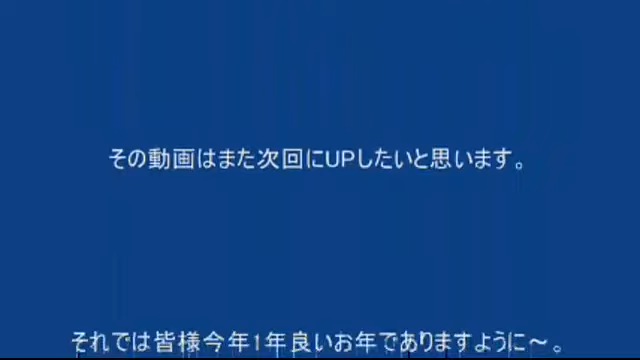 その動画はまた次回にUPしたいと思います。
それでは皆様今年1年良いお年でありますように～。